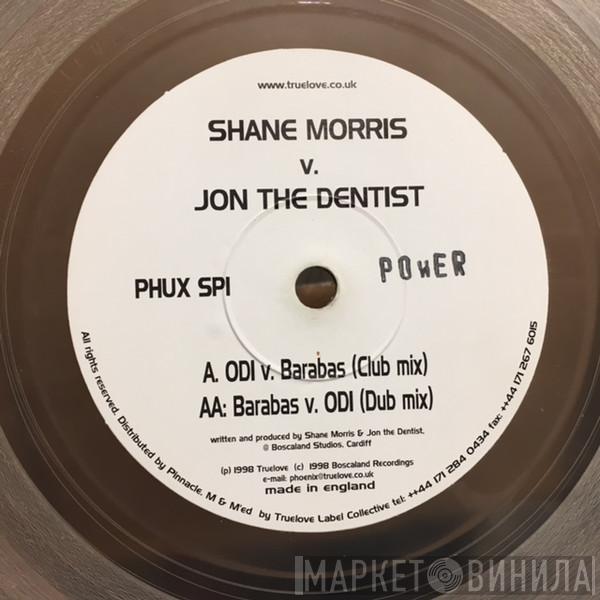 www.truelove.co.uk
SHANE MORRIS
v.
JON THE DENTIST
PHUX SPI
POWER
A. ODI v. Barabas (Club mix)
AA: Barabas v. ODI (Dub mix)
written and produced by Shane Morris & Jon the Dentist,
@ Boscaland Studios, Cardiff
(p) 1998 Truelove (c) 1998 Boscaland Recordings
e-mail: phoenix@truelove.co.uk
made in england
All rights reserved. Distributed by Pinnacle, M & M'ed by Truelove Label Collective tel: ++44 171 284 0434 fax: ++44 171 267 6015
МАРКЕТ ВИНИЛА